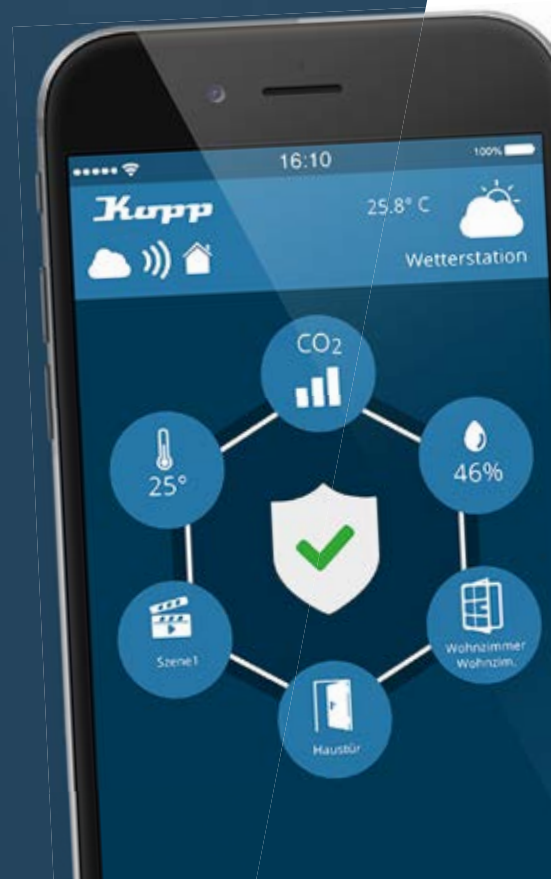 16:10
100%
Kopp
25.8° C
Wetterstation
CO2
25°
46%
Szene1
Wohnzimmer
Wohnzim.
Haustür